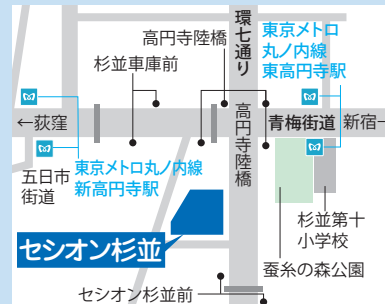 環七通り
高円寺陸橋
東京メトロ
丸ノ内線
東高円寺駅
杉並車庫前
←荻窪
高円寺陸橋
青梅街道
新宿→
五日市
街道
東京メトロ丸ノ内線
新高円寺駅
セシオン杉並
杉並第十
小学校
蚕糸の森公園
セシオン杉並前